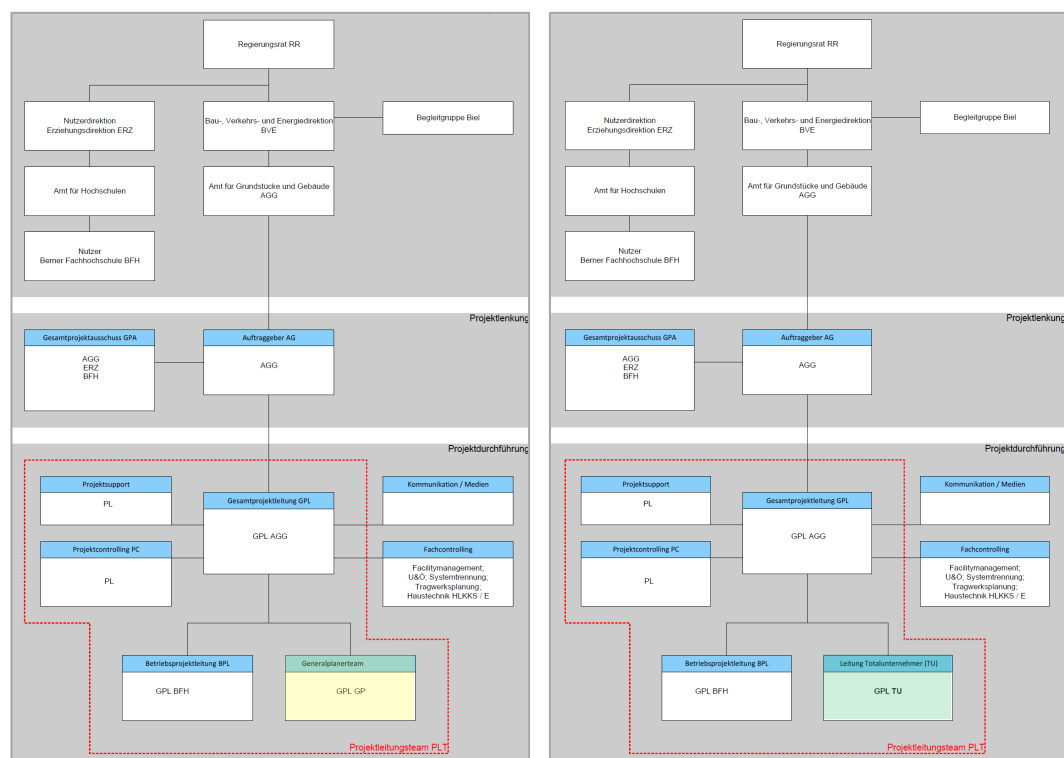 Regierungsrat RR
Nutzerdirektion
Erziehungsdirektion ERZ
Bau-, Verkehrs- und Energiedirektion
BVE
Begleitgruppe Biel
Amt für Hochschulen
Amt für Grundstücke und Gebäude
AGG
Nutzer
Berner Fachhochschule BFH
Projektlenkung
Gesamtprojektausschuss GPA
AGG
ERZ
BFH
Auftraggeber AG
AGG
Projektdurchführung
Projektsupport
PL
Gesamtprojektleitung GPL
GPL AGG
Kommunikation / Medien
Projektcontrolling PC
PL
Fachcontrolling
Facilitymanagement;
U&Ö; Systemtrennung;
Tragwerksplanung;
Haustechnik HLKKS / E
Betriebsprojektleitung BPL
GPL BFH
Generalplanerteam
GPL GP
Projektleitungsteam PLT
Regierungsrat RR
Nutzerdirektion
Erziehungsdirektion ERZ
Bau-, Verkehrs- und Energiedirektion
BVE
Begleitgruppe Biel
Amt für Hochschulen
Amt für Grundstücke und Gebäude
AGG
Nutzer
Berner Fachhochschule BFH
Projektlenkung
Gesamtprojektausschuss GPA
AGG
ERZ
BFH
Auftraggeber AG
AGG
Projektdurchführung
Projektsupport
PL
Gesamtprojektleitung GPL
GPL AGG
Kommunikation / Medien
Projektcontrolling PC
PL
Fachcontrolling
Facilitymanagement;
U&Ö; Systemtrennung;
Tragwerksplanung;
Haustechnik HLKKS / E
Betriebsprojektleitung BPL
GPL BFH
Leitung Totalunternehmer (TU)
GPL TU
Projektleitungsteam PLT